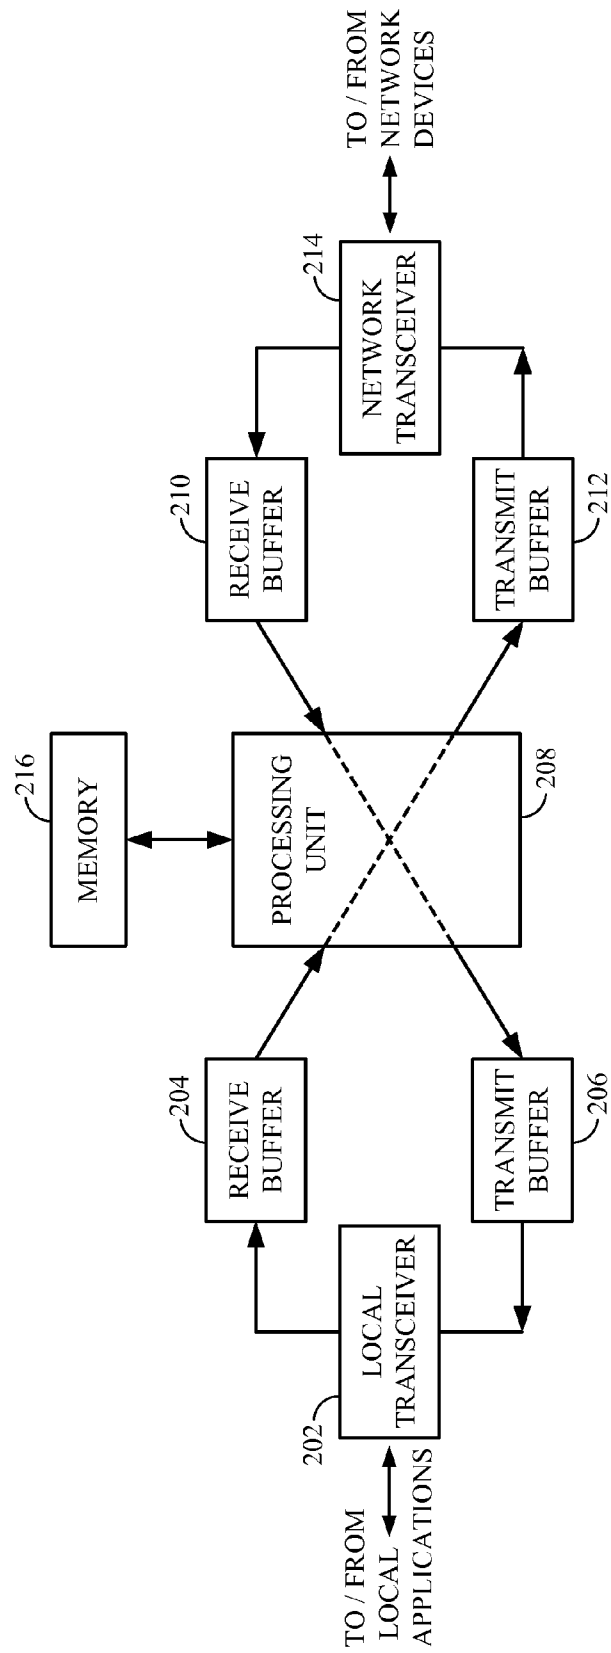 216
MEMORY
204
RECEIVE
BUFFER
PROCESSING
UNIT
208
210
RECEIVE
BUFFER
202
LOCAL
TRANSCEIVER
TO / FROM
LOCAL
APPLICATIONS
214
NETWORK
TRANSCEIVER
TO / FROM
NETWORK
DEVICES
TRANSMIT
BUFFER
206
TRANSMIT
BUFFER
212